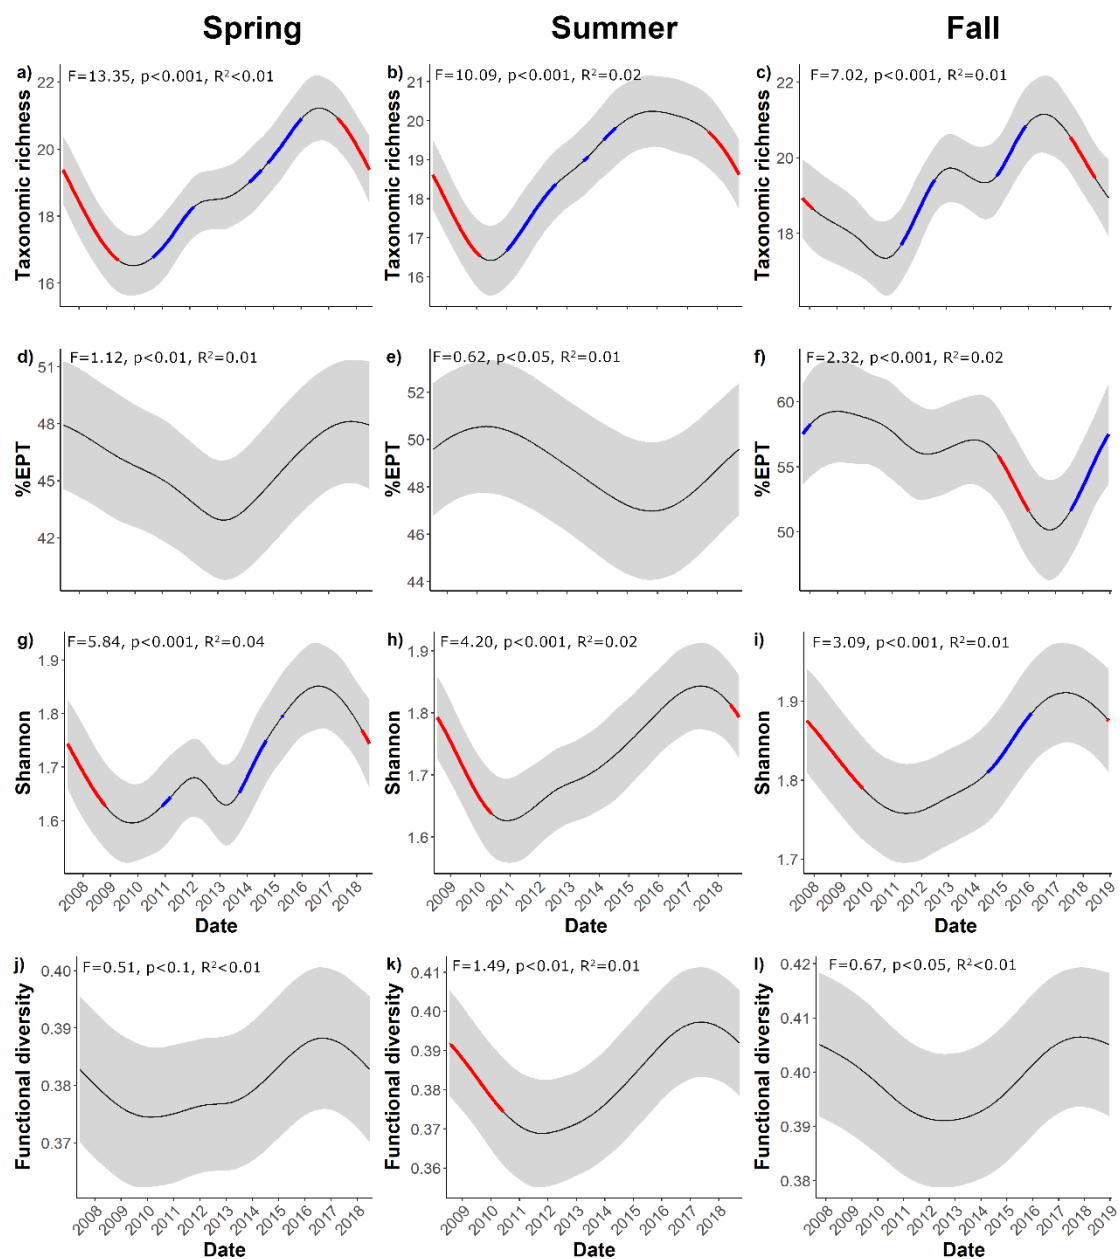 Spring Summer Fall
a) F=13.35, p<0.001, R²<0.01
Taxonomic richness
22
20
18
16
b) F=10.09, p<0.001, R²=0.02
Taxonomic richness
21
20
19
18
17
16
c) F=7.02, p<0.001, R²=0.01
Taxonomic richness
22
20
18
d) F=1.12, p<0.01, R²=0.01
%EPT
51
48
45
42
e) F=0.62, p<0.05, R²=0.01
%EPT
52
50
48
46
44
f) F=2.32, p<0.001, R²=0.02
%EPT
60
55
50
g) F=5.84, p<0.001, R²=0.04
Shannon
1.9
1.8
1.7
1.6
2008 2009 2010 2011 2012 2013 2014 2015 2016 2017 2018
Date
h) F=4.20, p<0.001, R²=0.02
Shannon
1.9
1.8
1.7
1.6
2009 2010 2011 2012 2013 2014 2015 2016 2017 2018
Date
i) F=3.09, p<0.001, R²=0.01
Shannon
1.9
1.8
1.7
2008 2009 2010 2011 2012 2013 2014 2015 2016 2017 2018 2019
Date
j) F=0.51, p<0.1, R²<0.01
Functional diversity
0.40
0.39
0.38
0.37
2008 2009 2010 2011 2012 2013 2014 2015 2016 2017 2018
Date
k) F=1.49, p<0.01, R²=0.01
Functional diversity
0.41
0.40
0.39
0.38
0.37
0.36
2009 2010 2011 2012 2013 2014 2015 2016 2017 2018
Date
l) F=0.67, p<0.05, R²<0.01
Functional diversity
0.42
0.41
0.40
0.39
0.38
2008 2009 2010 2011 2012 2013 2014 2015 2016 2017 2018 2019
Date